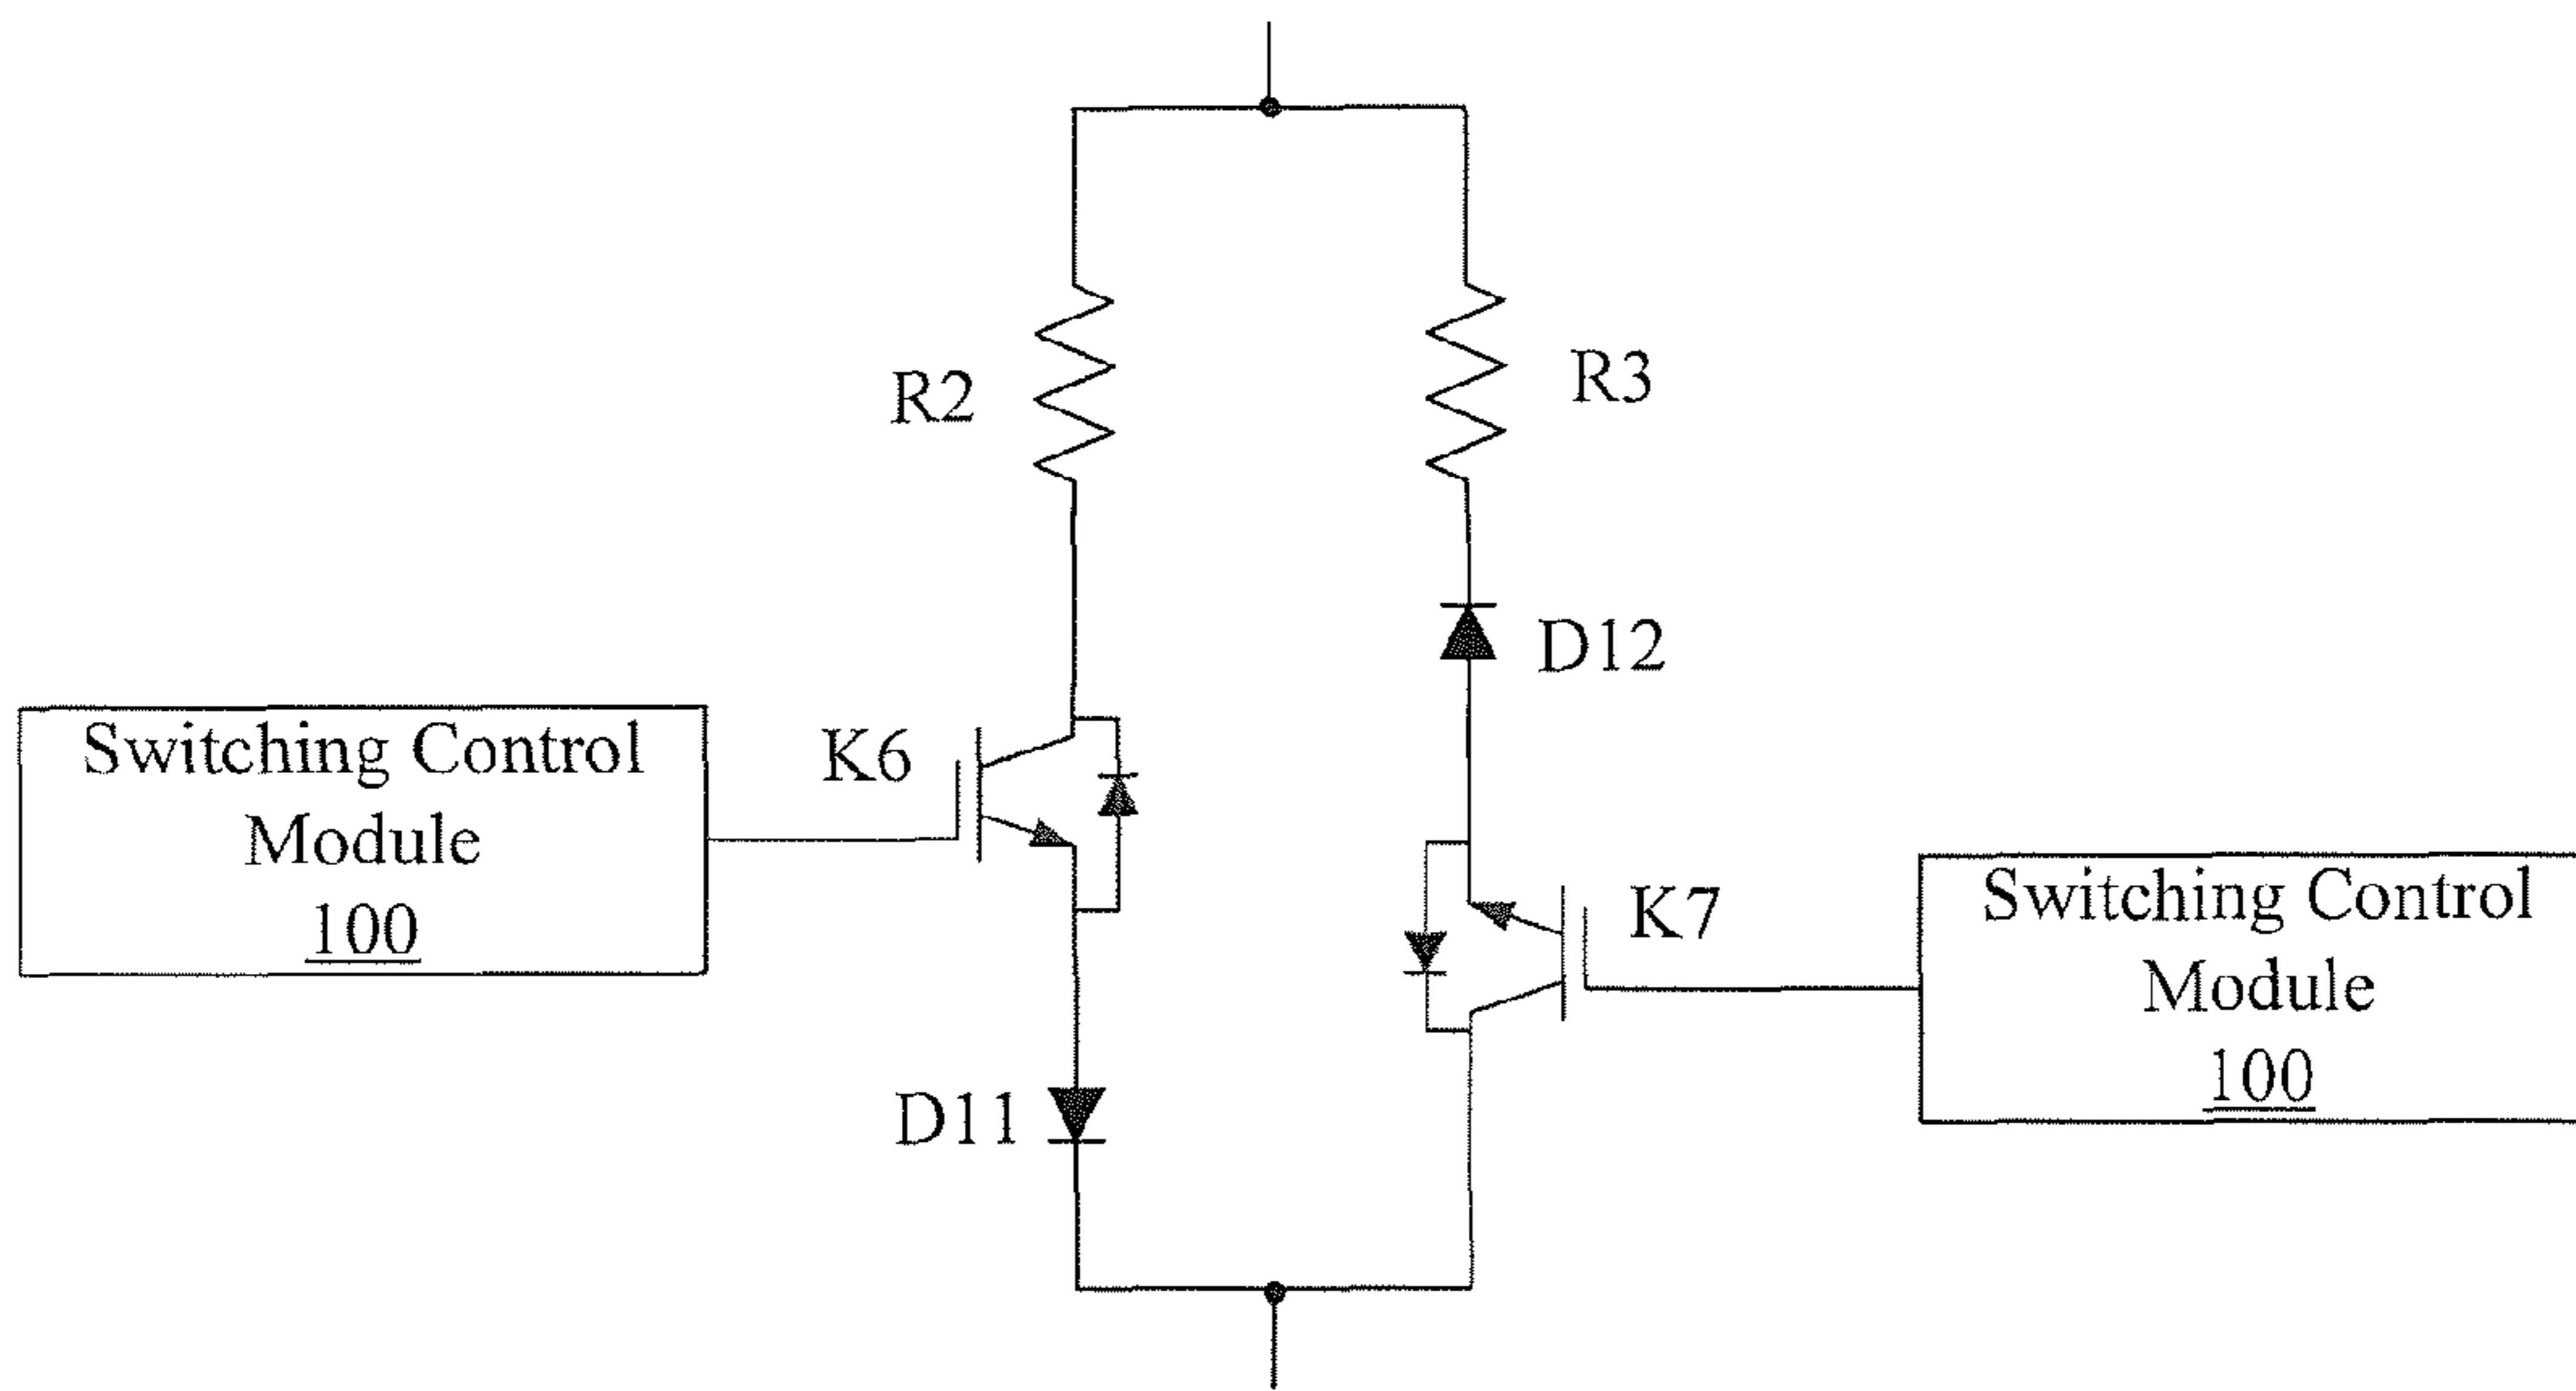 R2
R3
D12
K6
Switching Control
Module
100
K7
Switching Control
Module
100
D11